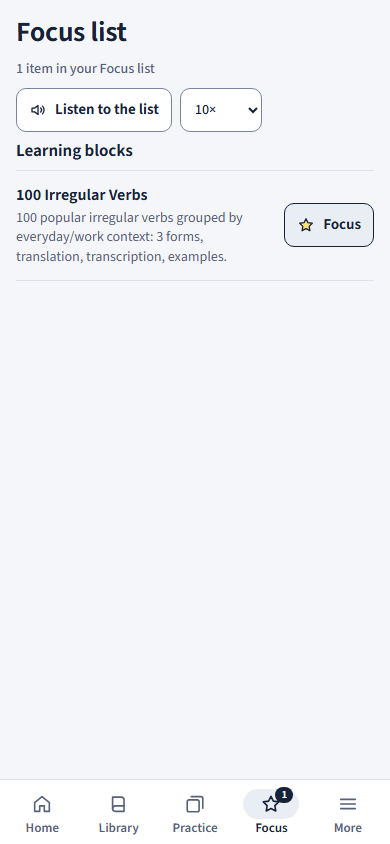 Focus list
1 item in your Focus list
Listen to the list
10×
Learning blocks
100 Irregular Verbs
100 popular irregular verbs grouped by
everyday/work context: 3 forms,
translation, transcription, examples.
Focus
1
Home
Library
Practice
Focus
More